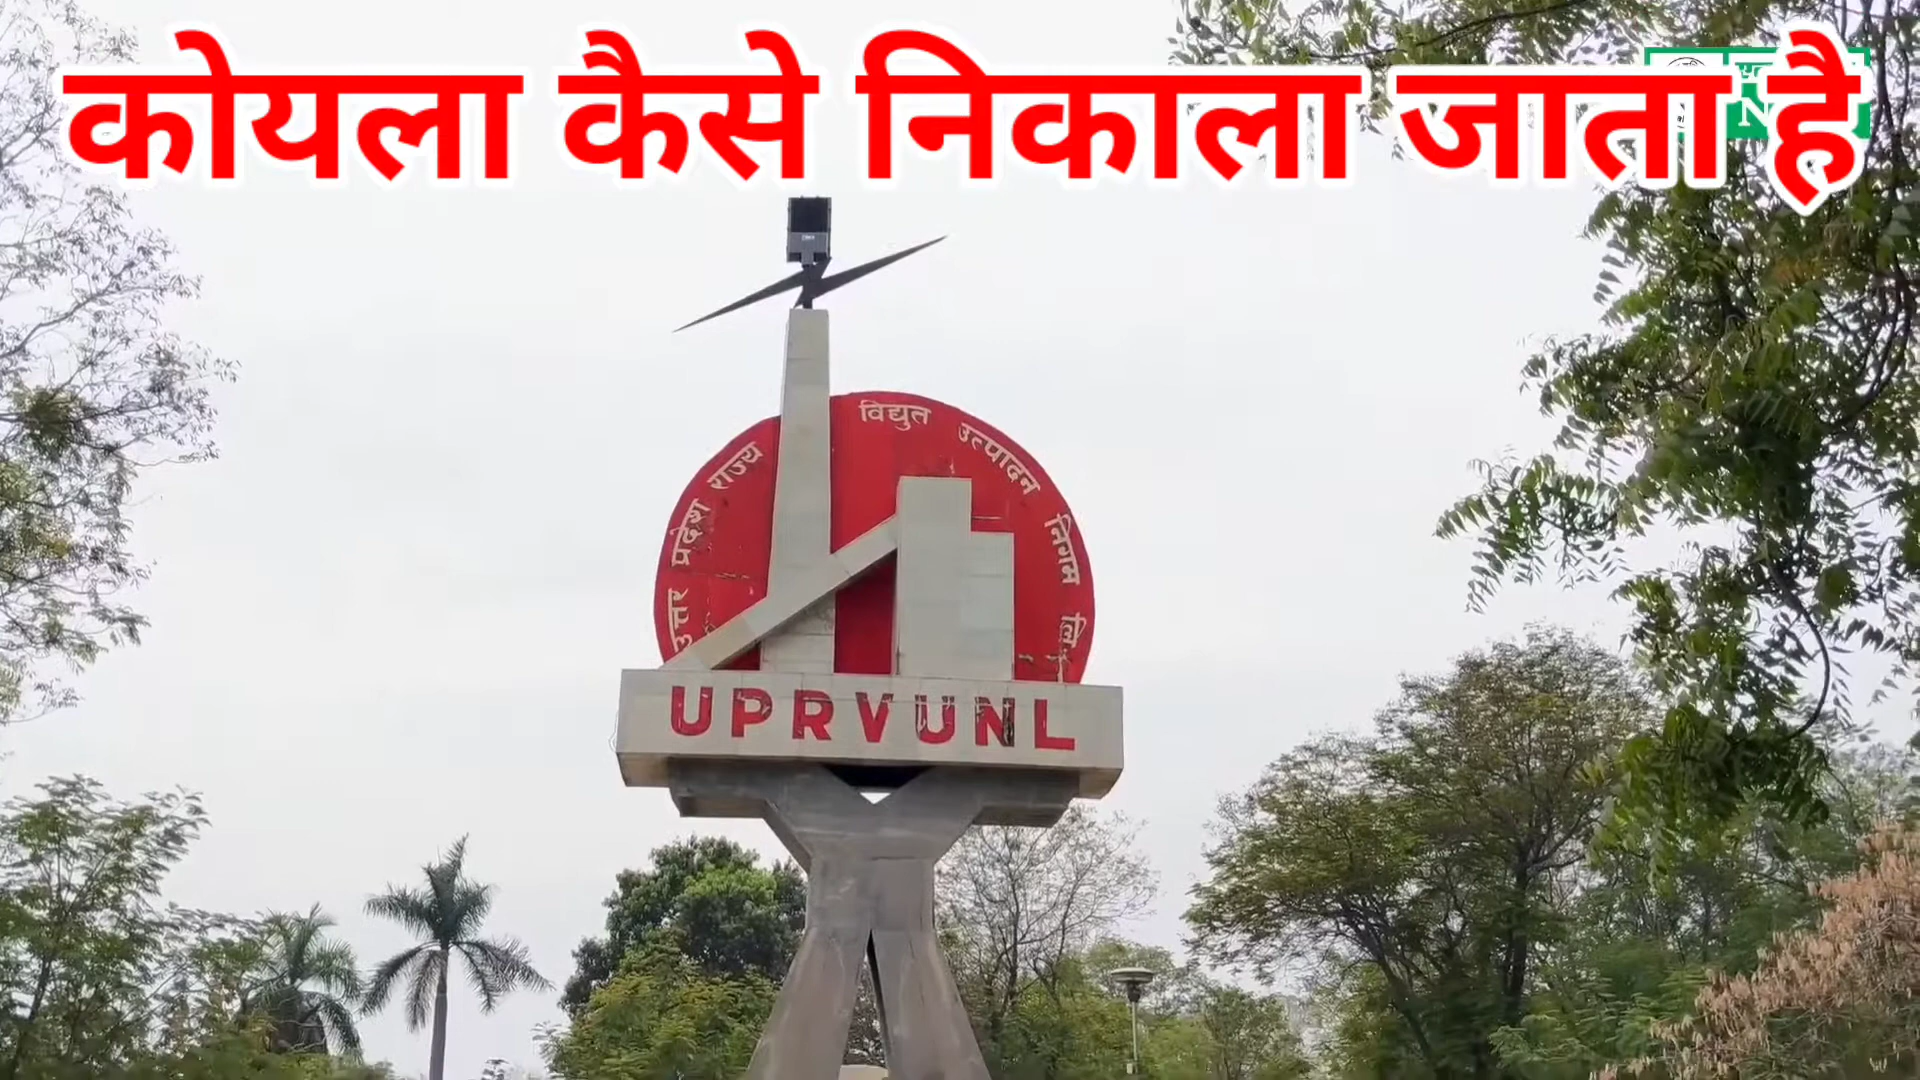 कोयला कैसे निकाला जाता है
उत्तर प्रदेश राज्य विद्युत उत्पादन निगम लि
UPRVUNL